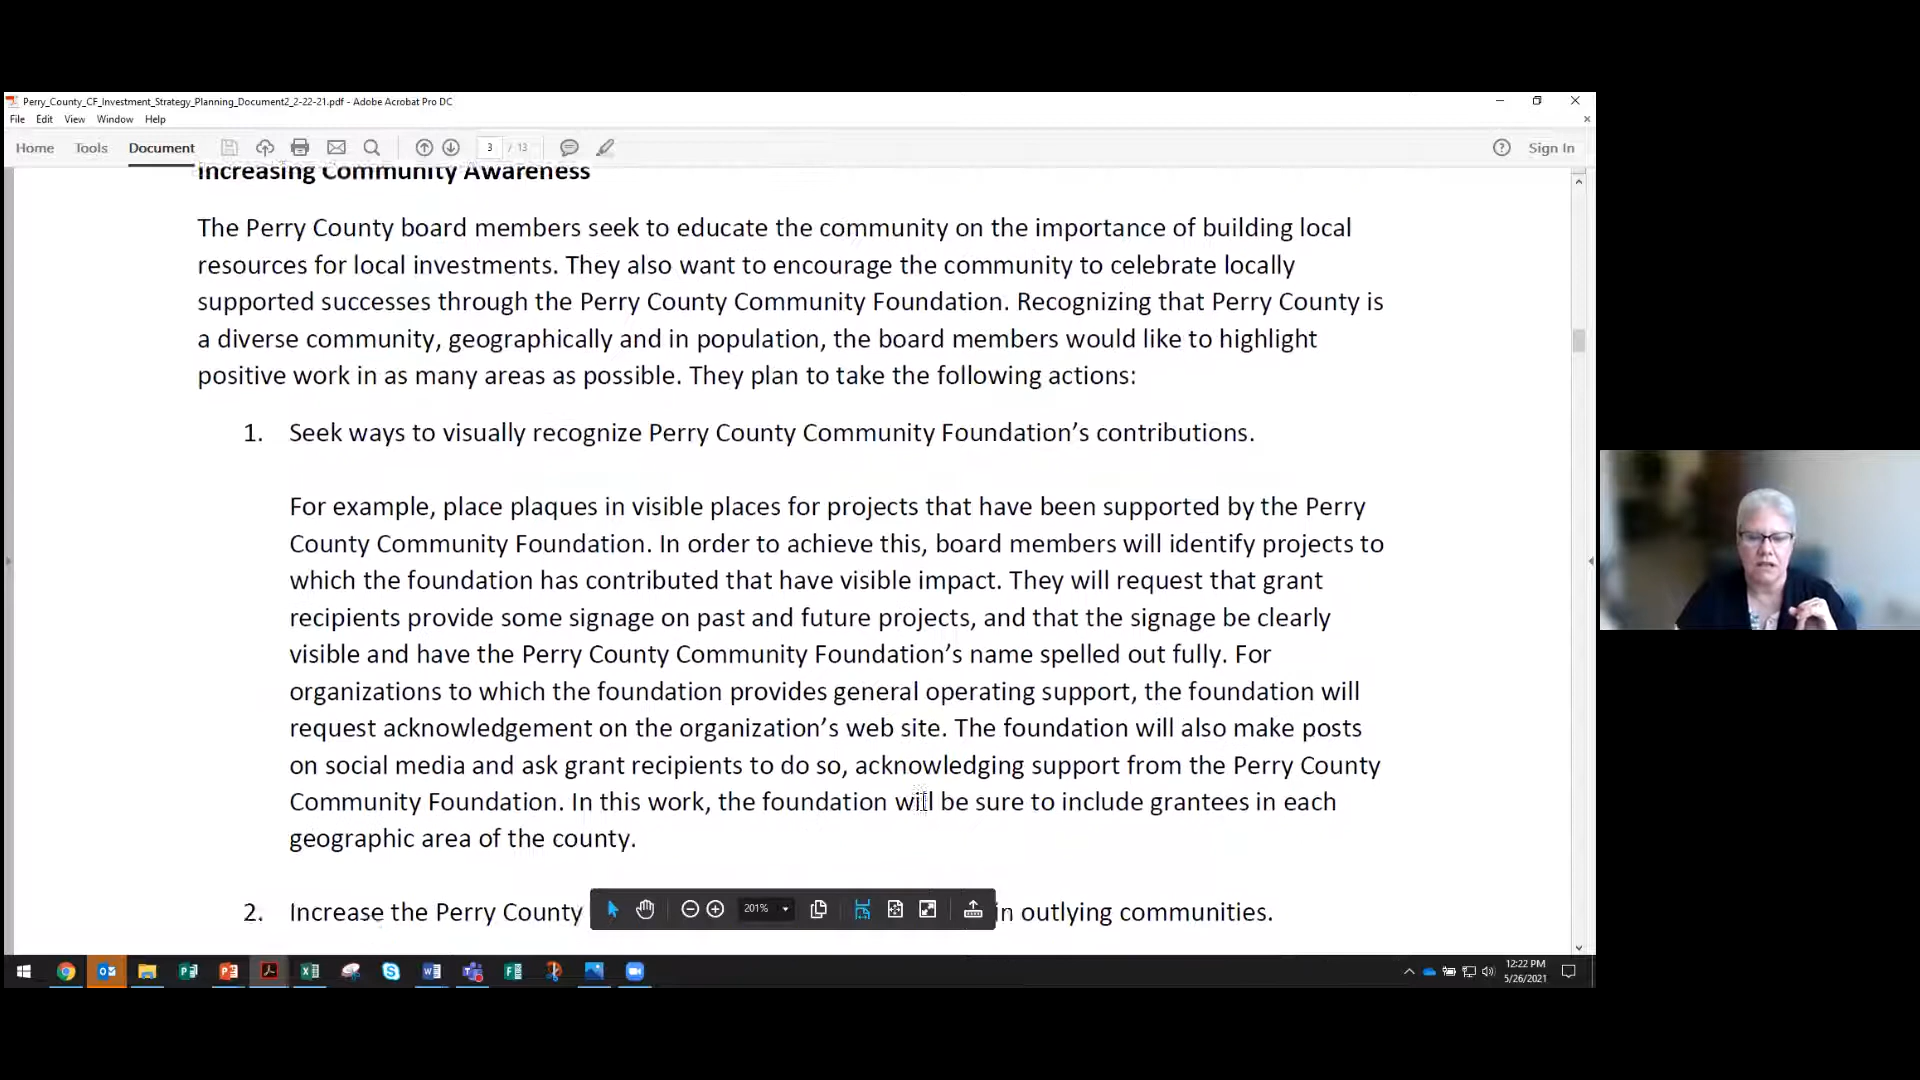 Perry_County_CF_Investment_Strategy_Planning_Document2_2-22-21.pdf - Adobe Acrobat Pro DC
File Edit View Window Help
Home Tools Document 3 / 13 Sign In
Increasing Community Awareness
The Perry County board members seek to educate the community on the importance of building local
resources for local investments. They also want to encourage the community to celebrate locally
supported successes through the Perry County Community Foundation. Recognizing that Perry County is
a diverse community, geographically and in population, the board members would like to highlight
positive work in as many areas as possible. They plan to take the following actions:
1. Seek ways to visually recognize Perry County Community Foundation’s contributions.
For example, place plaques in visible places for projects that have been supported by the Perry
County Community Foundation. In order to achieve this, board members will identify projects to
which the foundation has contributed that have visible impact. They will request that grant
recipients provide some signage on past and future projects, and that the signage be clearly
visible and have the Perry County Community Foundation’s name spelled out fully. For
organizations to which the foundation provides general operating support, the foundation will
request acknowledgement on the organization’s web site. The foundation will also make posts
on social media and ask grant recipients to do so, acknowledging support from the Perry County
Community Foundation. In this work, the foundation will be sure to include grantees in each
geographic area of the county.
2. Increase the Perry County in outlying communities.
201%
12:22 PM
5/26/2021